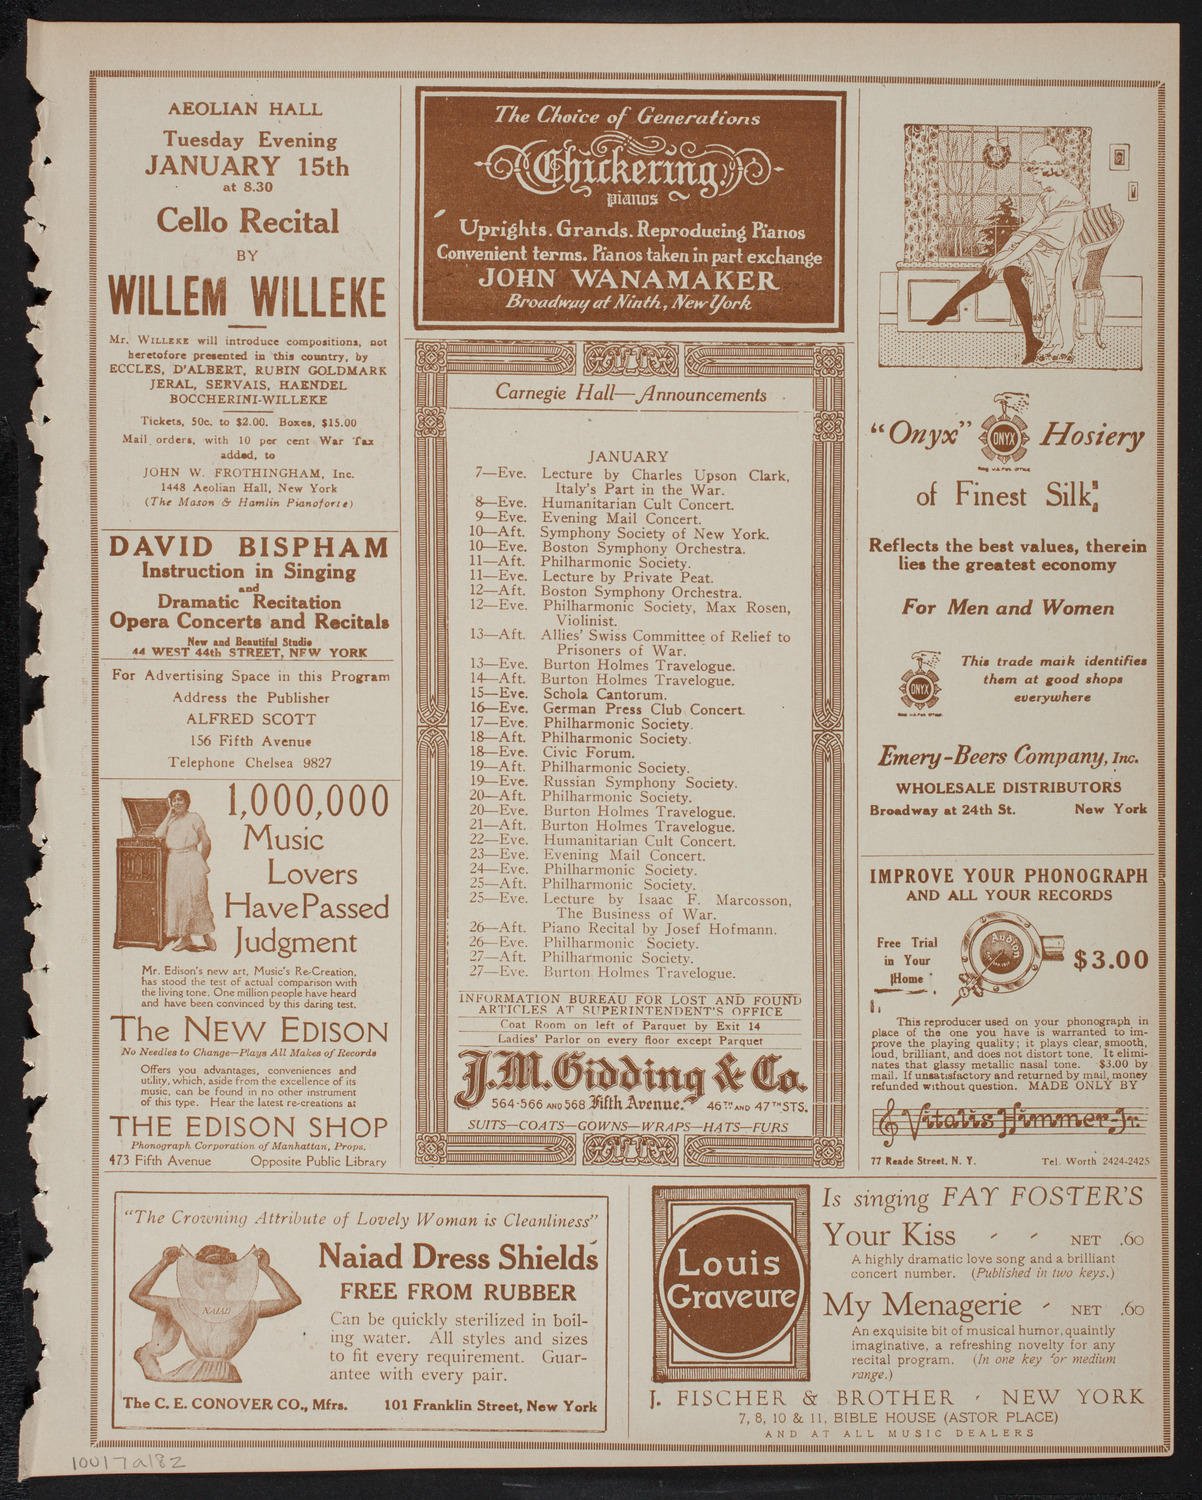 AEOLIAN HALL
Tuesday Evening
JANUARY 15th
at 8.30
Cello Recital
BY
WILLEM WILLEKE
Mr. WILLEKE will introduce compositions, not
heretofore presented in this country, by
ECCLES, D'ALBERT, RUBIN GOLDMARK
JERAL, SERVAIS, HAENDEL
BOCCHERINI-WILLEKE
Tickets, 50c. to $2.00. Boxes, $15.00
Mail orders, with 10 per cent War Tax
added, to
JOHN W. FROTHINGHAM, Inc.
1448 Aeolian Hall, New York
(The Mason & Hamlin Pianoforte)
DAVID BISPHAM
Instruction in Singing
and
Dramatic Recitation
Opera Concerts and Recitals
New and Beautiful Studio
44 WEST 44th STREET, NEW YORK
For Advertising Space in this Program
Address the Publisher
ALFRED SCOTT
156 Fifth Avenue
Telephone Chelsea 9827
1,000,000
Music
Lovers
Have Passed
Judgment
Mr. Edison's new art, Music's Re-Creation,
has stood the test of actual comparison with
the living tone. One million people have heard
and have been convinced by this daring test.
The NEW EDISON
No Needles to Change—Plays All Makes of Records
Offers you advantages, conveniences and
utility, which, aside from the excellence of its
music, can be found in no other instrument
of this type. Hear the latest re-creations at
THE EDISON SHOP
Phonograph Corporation of Manhattan, Props.
473 Fifth Avenue Opposite Public Library
The Choice of Generations
Chickering
pianos
Uprights. Grands. Reproducing Pianos
Convenient terms. Pianos taken in part exchange
JOHN WANAMAKER
Broadway at Ninth, New York
Carnegie Hall—Announcements
JANUARY
7—Eve. Lecture by Charles Upson Clark,
Italy's Part in the War.
8—Eve. Humanitarian Cult Concert.
9—Eve. Evening Mail Concert.
10—Aft. Symphony Society of New York.
10—Eve. Boston Symphony Orchestra.
11—Aft. Philharmonic Society.
11—Eve. Lecture by Private Peat.
12—Aft. Boston Symphony Orchestra.
12—Eve. Philharmonic Society, Max Rosen,
Violinist.
13—Aft. Allies' Swiss Committee of Relief to
Prisoners of War.
13—Eve. Burton Holmes Travelogue.
14—Aft. Burton Holmes Travelogue.
15—Eve. Schola Cantorum.
16—Eve. German Press Club Concert.
17—Eve. Philharmonic Society.
18—Aft. Philharmonic Society.
18—Eve. Civic Forum.
19—Aft. Philharmonic Society.
19—Eve. Russian Symphony Society.
20—Aft. Philharmonic Society.
20—Eve. Burton Holmes Travelogue.
21—Aft. Burton Holmes Travelogue.
22—Eve. Humanitarian Cult Concert.
23—Eve. Evening Mail Concert.
24—Eve. Philharmonic Society.
25—Aft. Philharmonic Society.
25—Eve. Lecture by Isaac F. Marcosson,
The Business of War.
26—Aft. Piano Recital by Josef Hofmann.
26—Eve. Philharmonic Society.
27—Aft. Philharmonic Society.
27—Eve. Burton Holmes Travelogue.
INFORMATION BUREAU FOR LOST AND FOUND
ARTICLES AT SUPERINTENDENT'S OFFICE
Coat Room on left of Parquet by Exit 14
Ladies' Parlor on every floor except Parquet
J.M. Gidding & Co.
564-566 AND 568 Fifth Avenue. 46TH AND 47TH STS.
SUITS—COATS—GOWNS—WRAPS—HATS—FURS
"Onyx" ONYX Hosiery
of Finest Silk
Reflects the best values, therein
lies the greatest economy
For Men and Women
ONYX
This trade mark identifies
them at good shops
everywhere
Emery-Beers Company, Inc.
WHOLESALE DISTRIBUTORS
Broadway at 24th St. New York
IMPROVE YOUR PHONOGRAPH
AND ALL YOUR RECORDS
Free Trial
in Your
Home
Audion
$3.00
This reproducer used on your phonograph in
place of the one you have is warranted to im-
prove the playing quality; it plays clear, smooth,
loud, brilliant, and does not distort tone. It elimi-
nates that glassy metallic nasal tone. $3.00 by
mail. If unsatisfactory and returned by mail, money
refunded without question. MADE ONLY BY
Vitalis Himmer-Jr.
77 Reade Street, N. Y. Tel. Worth 2424-2425
"The Crowning Attribute of Lovely Woman is Cleanliness"
NAIAD
Naiad Dress Shields
FREE FROM RUBBER
Can be quickly sterilized in boil-
ing water. All styles and sizes
to fit every requirement. Guar-
antee with every pair.
The C. E. CONOVER CO., Mfrs. 101 Franklin Street, New York
Louis
Graveure
Is singing FAY FOSTER'S
Your Kiss - - NET .60
A highly dramatic love song and a brilliant
concert number. (Published in two keys.)
My Menagerie - NET .60
An exquisite bit of musical humor, quaintly
imaginative, a refreshing novelty for any
recital program. (In one key for medium
range.)
J. FISCHER & BROTHER - NEW YORK
7, 8, 10 & 11, BIBLE HOUSE (ASTOR PLACE)
AND AT ALL MUSIC DEALERS
10017a182